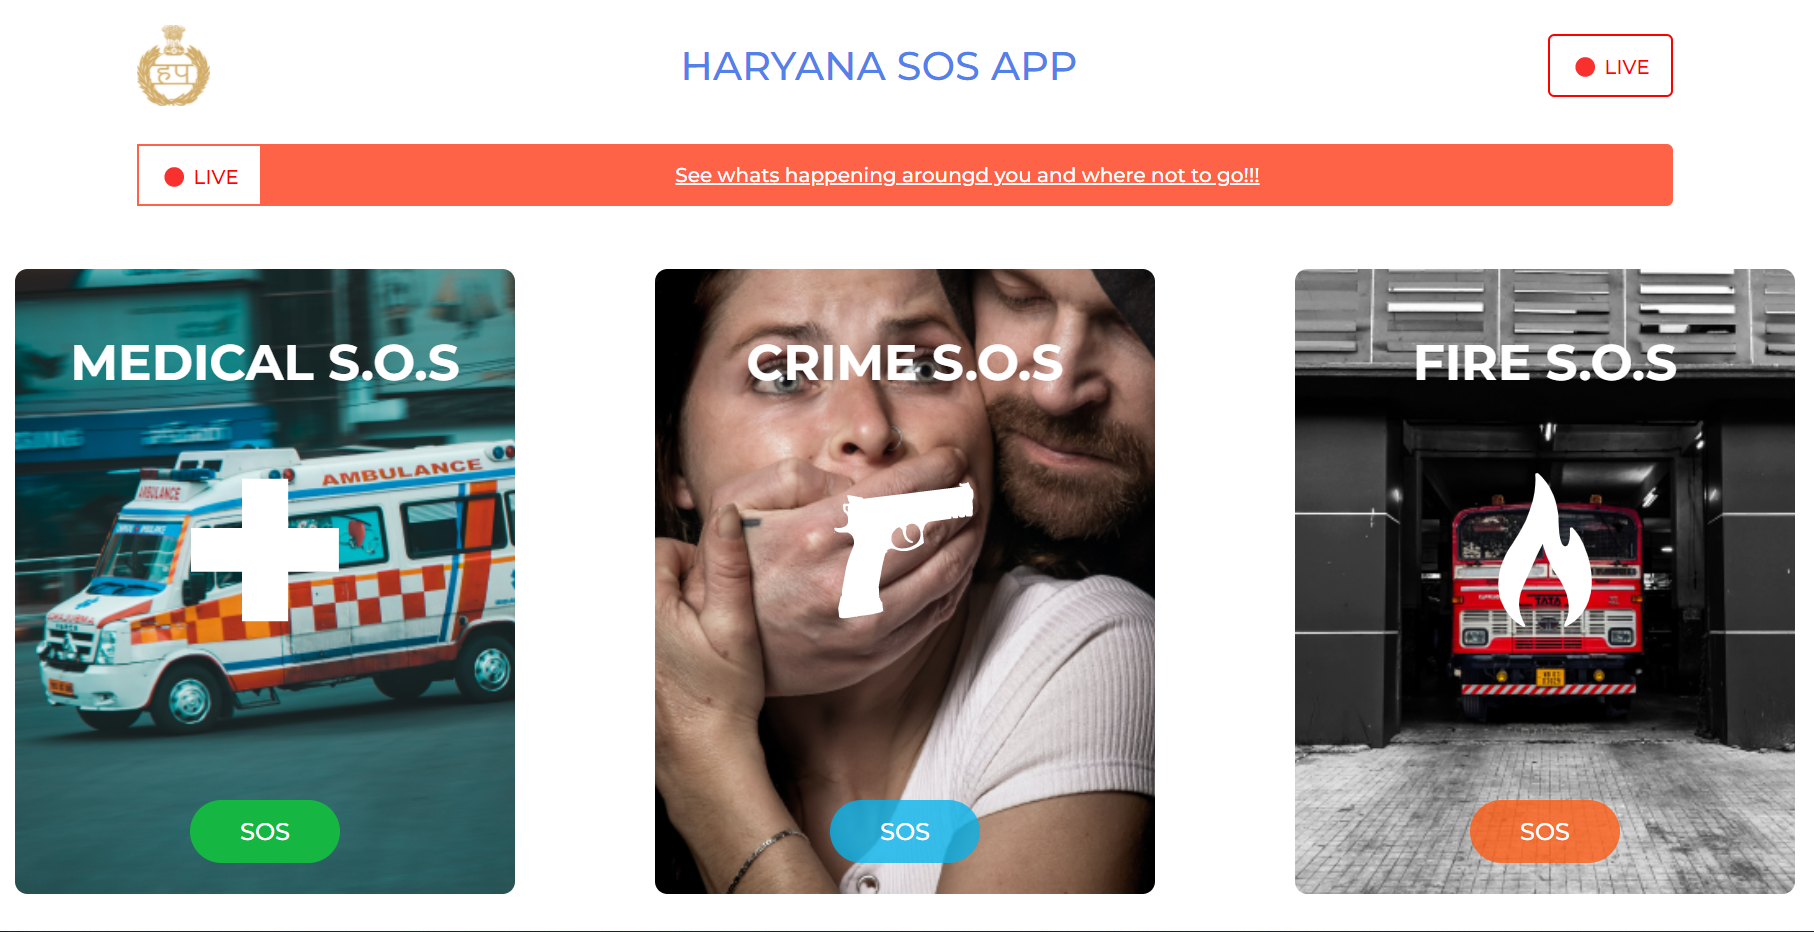 हप
HARYANA SOS APP
LIVE
LIVE
See whats happening aroungd you and where not to go!!!
MEDICAL S.O.S
CRIME S.O.S
FIRE S.O.S
AMBULANCE
AMBULANCE
TATA
SOS
SOS
SOS